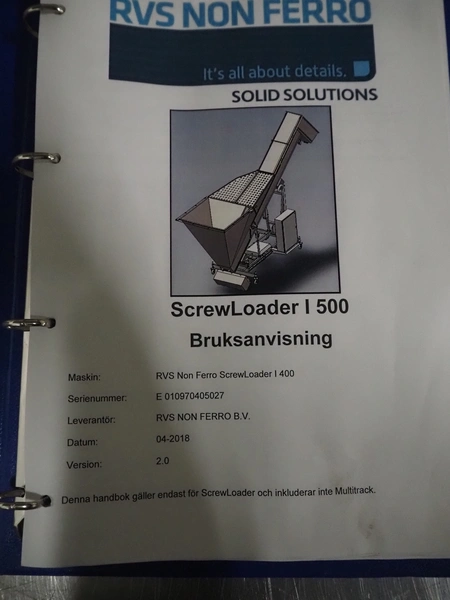 RVS NON FERRO
It's all about details.
SOLID SOLUTIONS
ScrewLoader I 500
Bruksanvisning
Maskin: RVS Non Ferro ScrewLoader I 400
Serienummer: E 010970405027
Leverantör: RVS NON FERRO B.V.
Datum: 04-2018
Version: 2.0
Denna handbok gäller endast för ScrewLoader och inkluderar inte Multitrack.